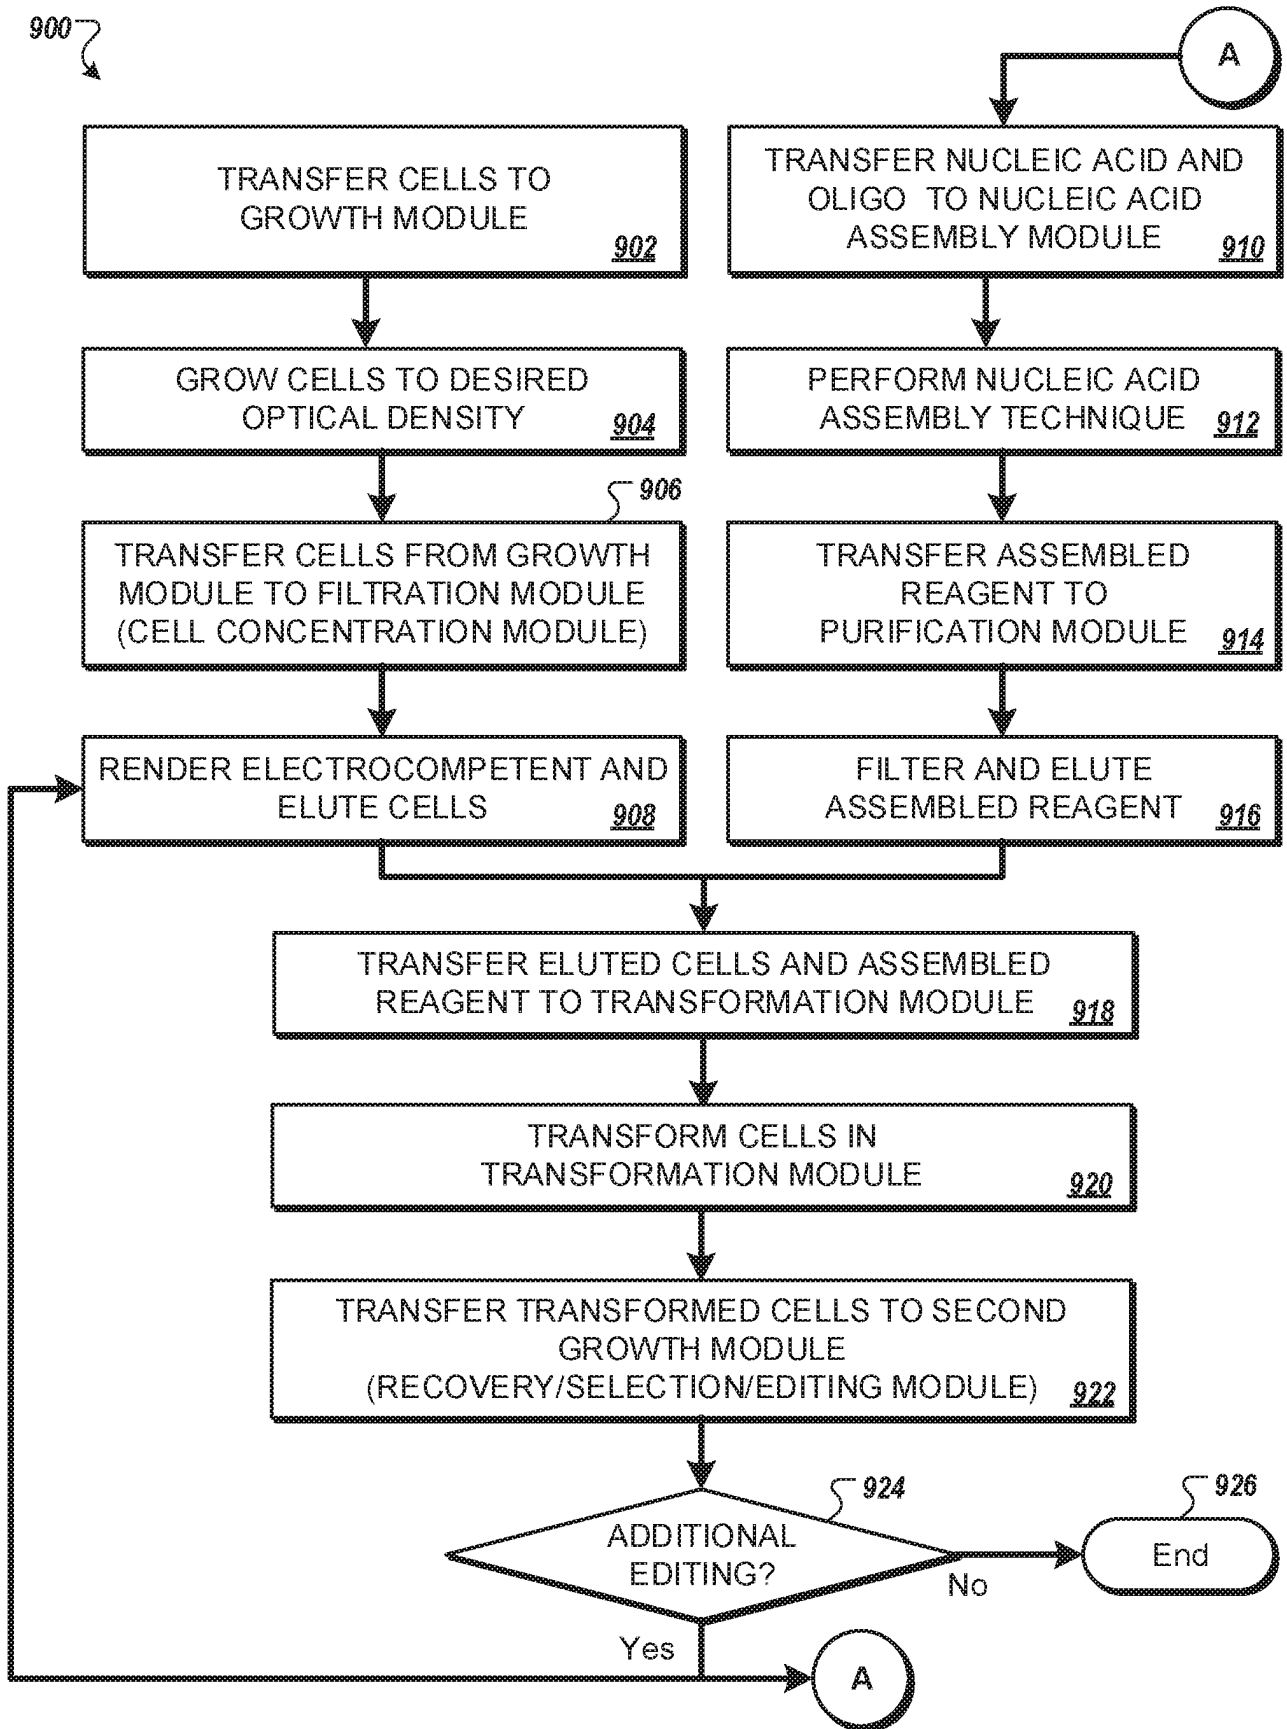 900
A
TRANSFER CELLS TO
GROWTH MODULE
902
GROW CELLS TO DESIRED
OPTICAL DENSITY
904
906
TRANSFER CELLS FROM GROWTH
MODULE TO FILTRATION MODULE
(CELL CONCENTRATION MODULE)
RENDER ELECTROCOMPETENT AND
ELUTE CELLS
908
TRANSFER NUCLEIC ACID AND
OLIGO TO NUCLEIC ACID
ASSEMBLY MODULE
910
PERFORM NUCLEIC ACID
ASSEMBLY TECHNIQUE
912
TRANSFER ASSEMBLED
REAGENT TO
PURIFICATION MODULE
914
FILTER AND ELUTE
ASSEMBLED REAGENT
916
TRANSFER ELUTED CELLS AND ASSEMBLED
REAGENT TO TRANSFORMATION MODULE
918
TRANSFORM CELLS IN
TRANSFORMATION MODULE
920
TRANSFER TRANSFORMED CELLS TO SECOND
GROWTH MODULE
(RECOVERY/SELECTION/EDITING MODULE)
922
924
ADDITIONAL
EDITING?
No
926
End
Yes
A